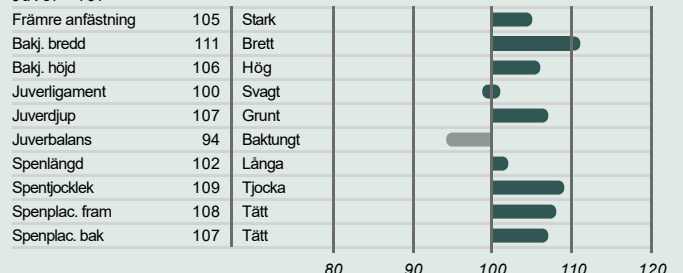 Främre anfästning 105 Stark
Bakj. bredd 111 Brett
Bakj. höjd 106 Hög
Juverligament 100 Svagt
Juverdjup 107 Grunt
Juverbalans 94 Baktungt
Spenlängd 102 Långa
Spentjocklek 109 Tjocka
Spenplac. fram 108 Tätt
Spenplac. bak 107 Tätt
80 90 100 110 120